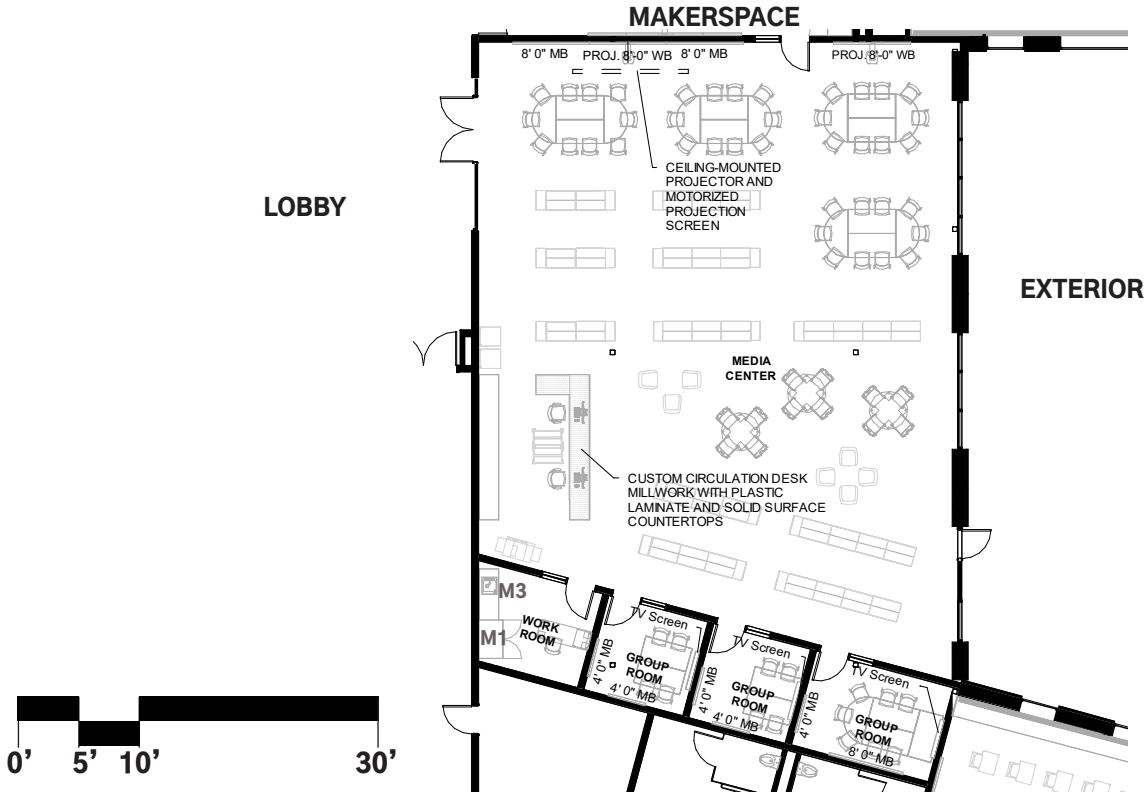 MAKERSPACE
8' 0" MB
PROJ. 8'-0" WB
8' 0" MB
PROJ. 8'-0" WB
CEILING-MOUNTED
PROJECTOR AND
MOTORIZED
PROJECTION
SCREEN
LOBBY
EXTERIOR
MEDIA
CENTER
CUSTOM CIRCULATION DESK
MILLWORK WITH PLASTIC
LAMINATE AND SOLID SURFACE
COUNTERTOPS
M3
M1
WORK
ROOM
TV Screen
4' 0" MB
GROUP
ROOM
4' 0" MB
TV Screen
4' 0" MB
GROUP
ROOM
4' 0" MB
TV Screen
4' 0" MB
GROUP
ROOM
8' 0" MB
0' 5' 10' 30'